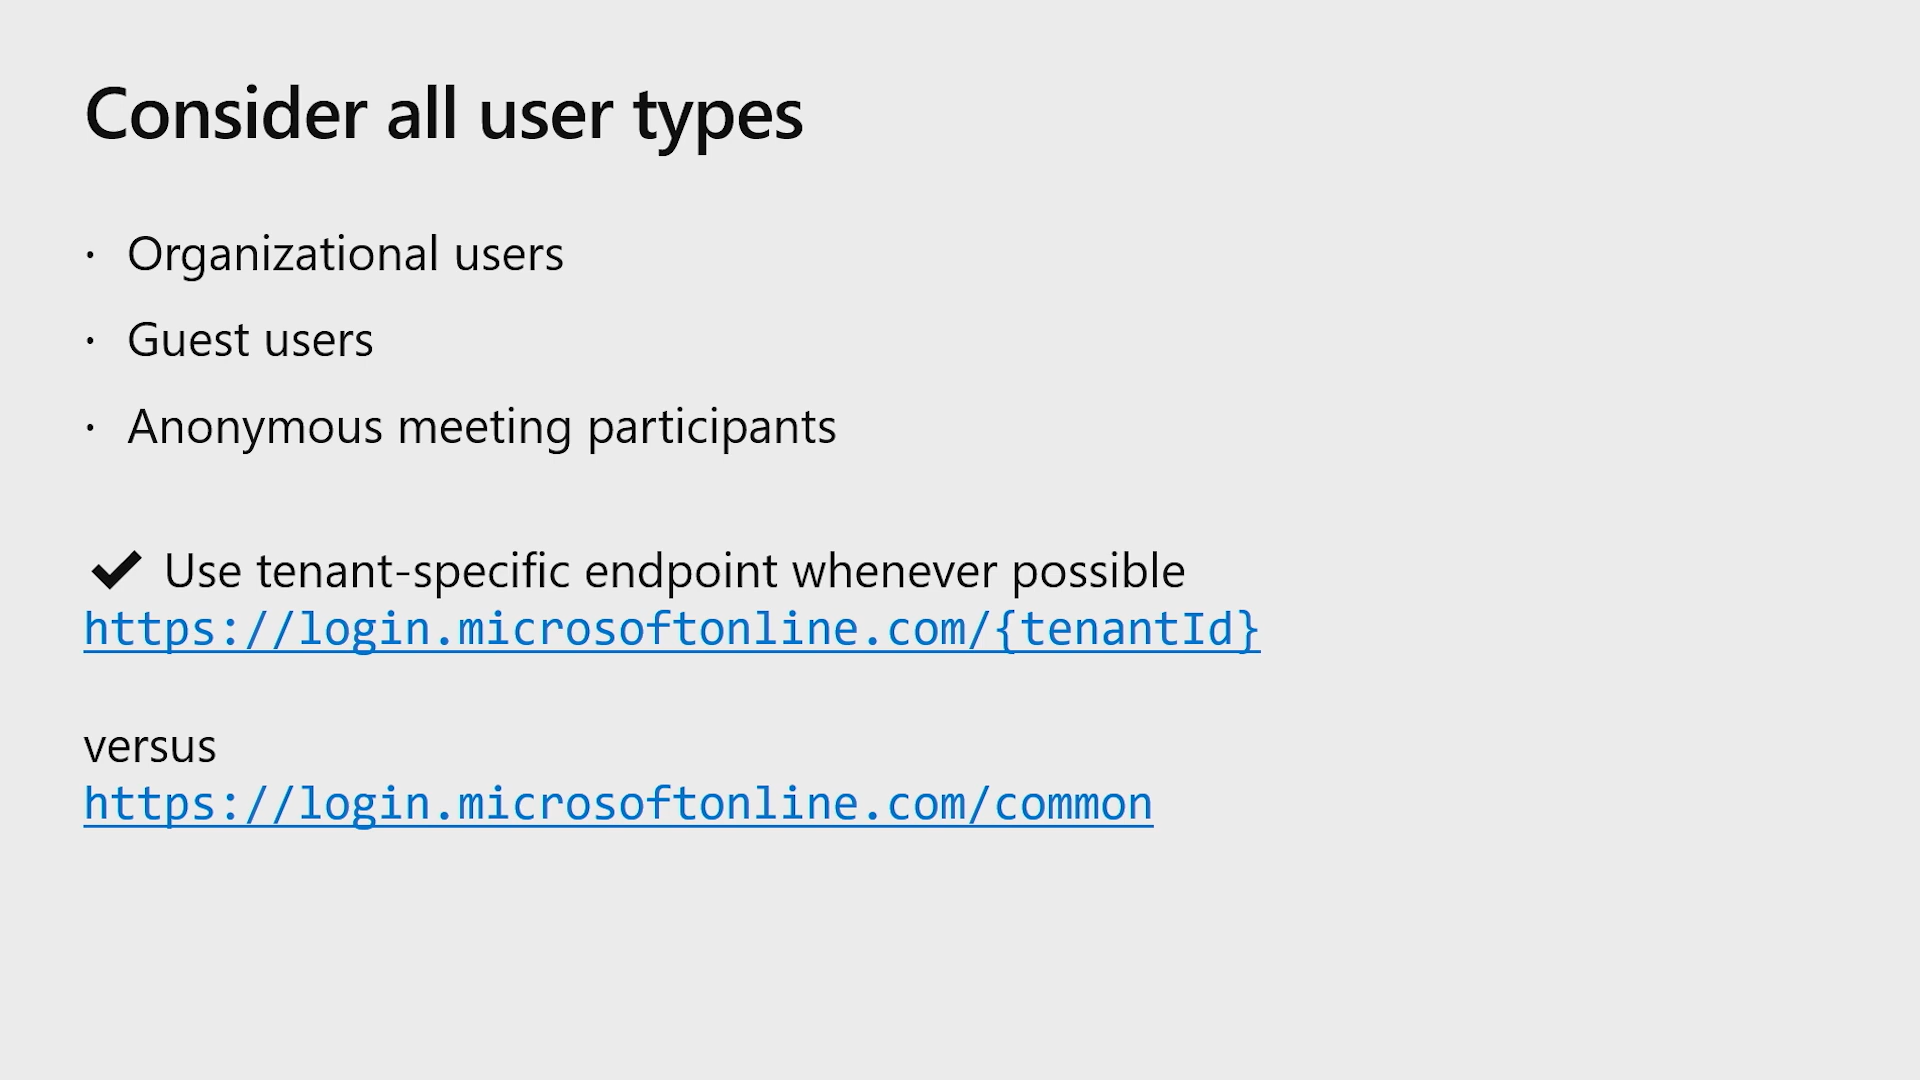 Consider all user types
· Organizational users
· Guest users
· Anonymous meeting participants
✔ Use tenant-specific endpoint whenever possible
https://login.microsoftonline.com/{tenantId}
versus
https://login.microsoftonline.com/common